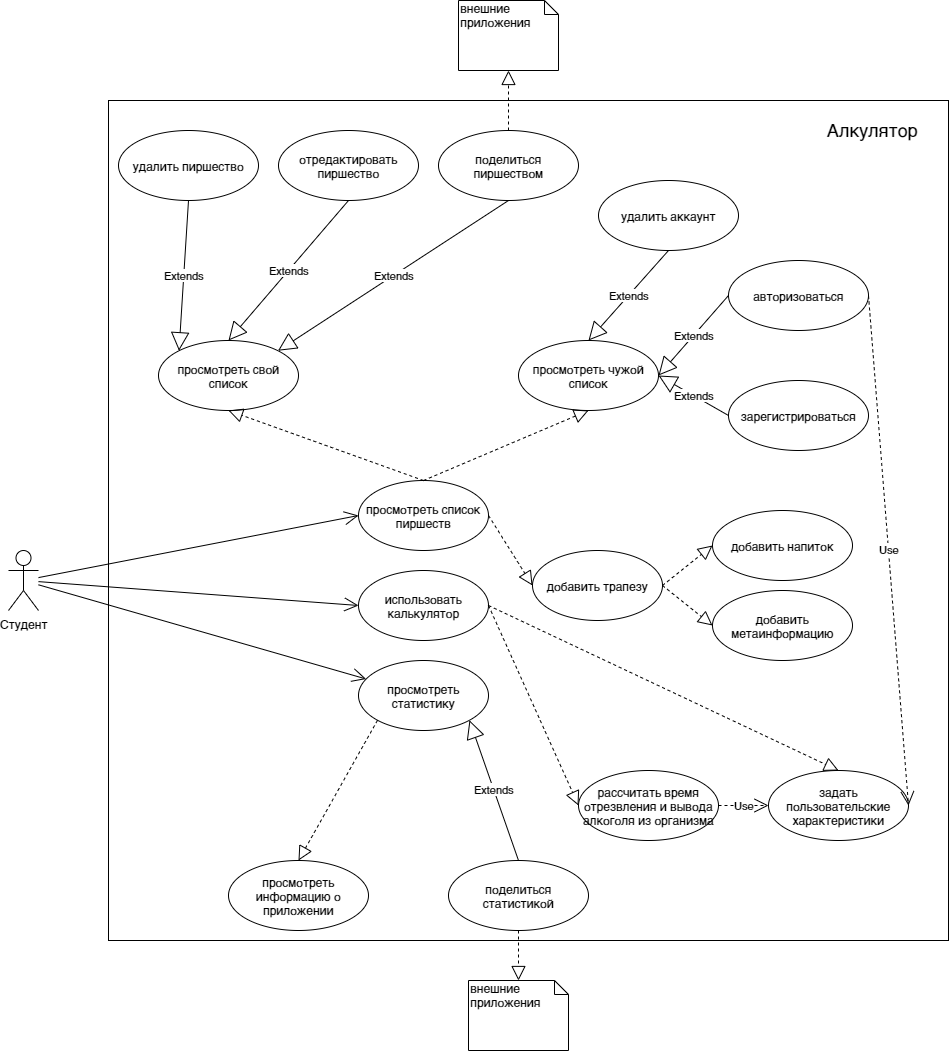 внешние
приложения
Алкулятор
удалить пиршество
отредактировать
пиршество
поделиться
пиршеством
удалить аккаунт
Extends
Extends
Extends
Extends
авторизоваться
Extends
просмотреть свой
список
просмотреть чужой
список
Extends
зарегистрироваться
просмотреть список
пиршеств
добавить напиток
Use
добавить трапезу
использовать
калькулятор
добавить
метаинформацию
Студент
просмотреть
статистику
Extends
рассчитать время
отрезвления и вывода
алкоголя из организма
Use
задать
пользовательские
характеристики
просмотреть
информацию о
приложении
поделиться
статистикой
внешние
приложения